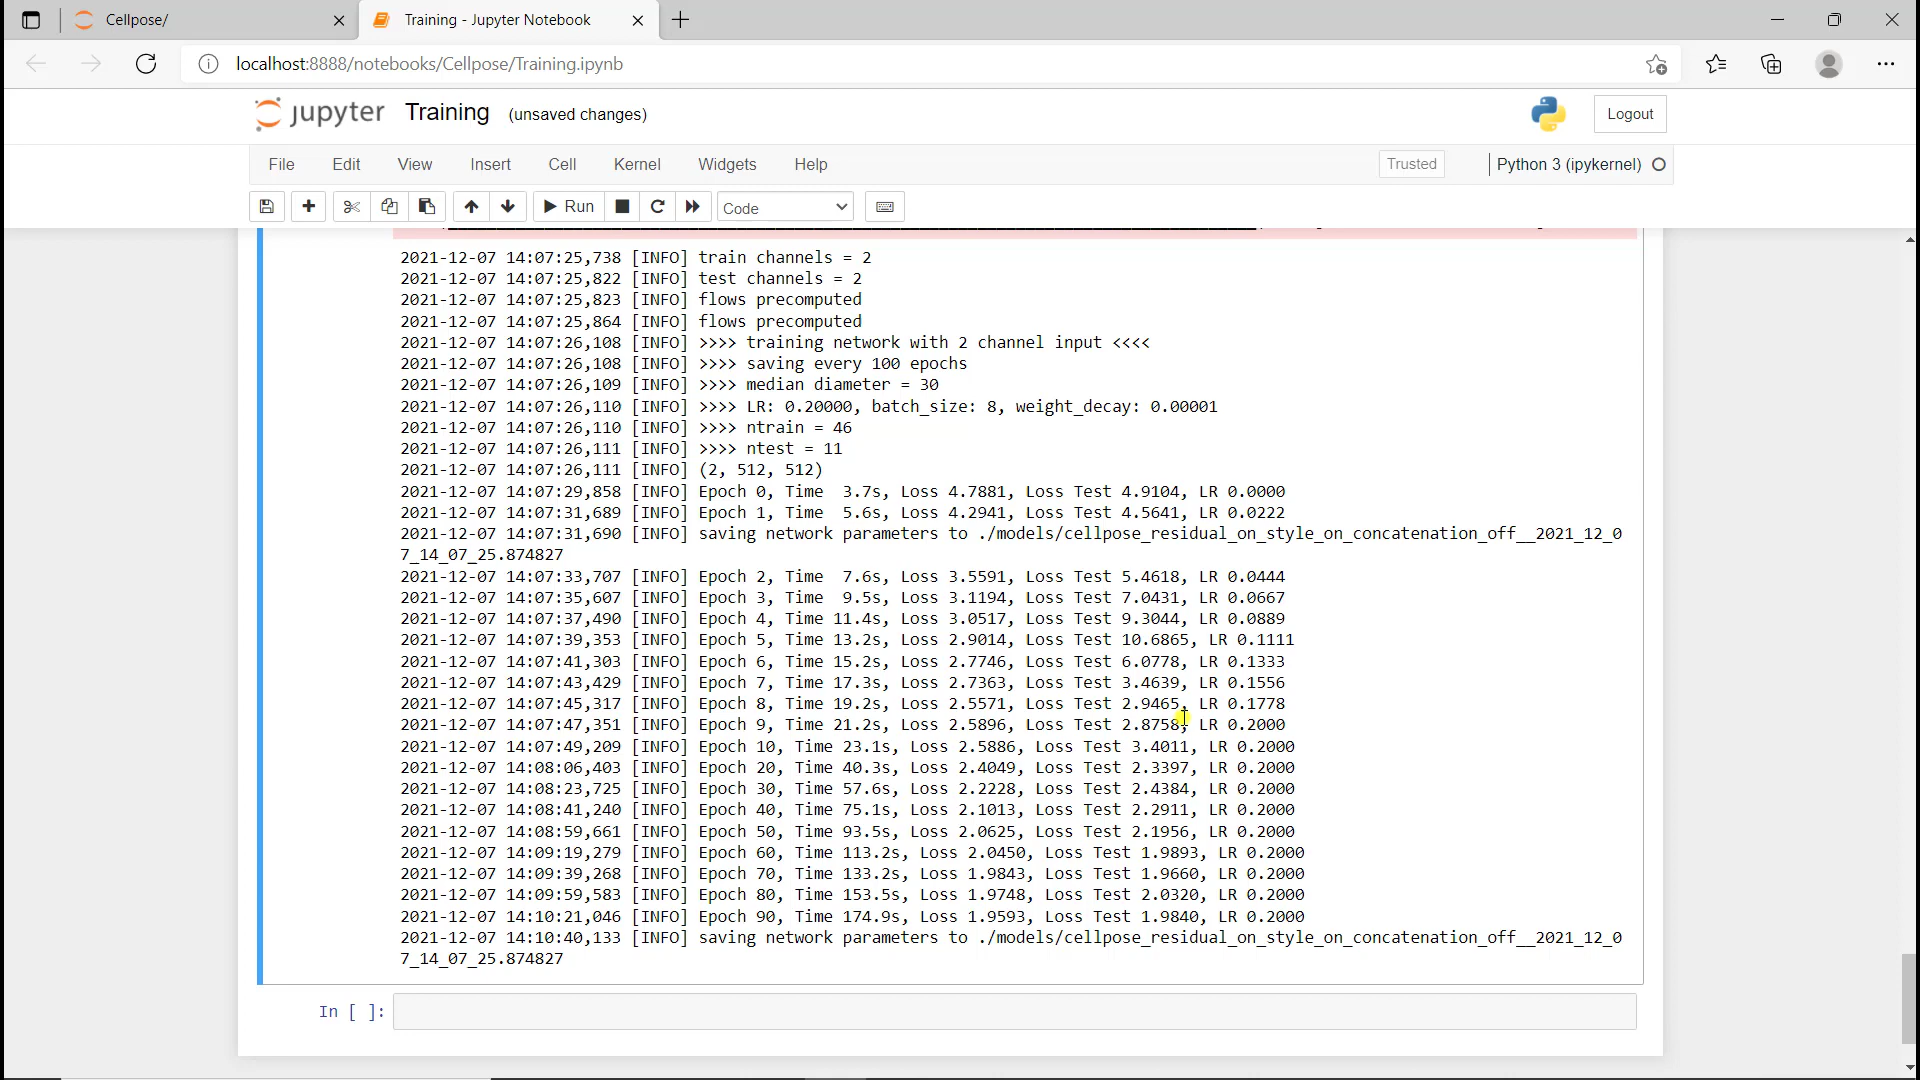 Cellpose/
Training - Jupyter Notebook
localhost:8888/notebooks/Cellpose/Training.ipynb
jupyter Training (unsaved changes)
Logout
File Edit View Insert Cell Kernel Widgets Help
Trusted
Python 3 (ipykernel)
Run
Code
2021-12-07 14:07:25,738 [INFO] train channels = 2
2021-12-07 14:07:25,822 [INFO] test channels = 2
2021-12-07 14:07:25,823 [INFO] flows precomputed
2021-12-07 14:07:25,864 [INFO] flows precomputed
2021-12-07 14:07:26,108 [INFO] >>>> training network with 2 channel input <<<<
2021-12-07 14:07:26,108 [INFO] >>>> saving every 100 epochs
2021-12-07 14:07:26,109 [INFO] >>>> median diameter = 30
2021-12-07 14:07:26,110 [INFO] >>>> LR: 0.20000, batch_size: 8, weight_decay: 0.00001
2021-12-07 14:07:26,110 [INFO] >>>> ntrain = 46
2021-12-07 14:07:26,111 [INFO] >>>> ntest = 11
2021-12-07 14:07:26,111 [INFO] (2, 512, 512)
2021-12-07 14:07:29,858 [INFO] Epoch 0, Time  3.7s, Loss 4.7881, Loss Test 4.9104, LR 0.0000
2021-12-07 14:07:31,689 [INFO] Epoch 1, Time  5.6s, Loss 4.2941, Loss Test 4.5641, LR 0.0222
2021-12-07 14:07:31,690 [INFO] saving network parameters to ./models/cellpose_residual_on_style_on_concatenation_off__2021_12_0
7_14_07_25.874827
2021-12-07 14:07:33,707 [INFO] Epoch 2, Time  7.6s, Loss 3.5591, Loss Test 5.4618, LR 0.0444
2021-12-07 14:07:35,607 [INFO] Epoch 3, Time  9.5s, Loss 3.1194, Loss Test 7.0431, LR 0.0667
2021-12-07 14:07:37,490 [INFO] Epoch 4, Time 11.4s, Loss 3.0517, Loss Test 9.3044, LR 0.0889
2021-12-07 14:07:39,353 [INFO] Epoch 5, Time 13.2s, Loss 2.9014, Loss Test 10.6865, LR 0.1111
2021-12-07 14:07:41,303 [INFO] Epoch 6, Time 15.2s, Loss 2.7746, Loss Test 6.0778, LR 0.1333
2021-12-07 14:07:43,429 [INFO] Epoch 7, Time 17.3s, Loss 2.7363, Loss Test 3.4639, LR 0.1556
2021-12-07 14:07:45,317 [INFO] Epoch 8, Time 19.2s, Loss 2.5571, Loss Test 2.9465, LR 0.1778
2021-12-07 14:07:47,351 [INFO] Epoch 9, Time 21.2s, Loss 2.5896, Loss Test 2.8758, LR 0.2000
2021-12-07 14:07:49,209 [INFO] Epoch 10, Time 23.1s, Loss 2.5886, Loss Test 3.4011, LR 0.2000
2021-12-07 14:08:06,403 [INFO] Epoch 20, Time 40.3s, Loss 2.4049, Loss Test 2.3397, LR 0.2000
2021-12-07 14:08:23,725 [INFO] Epoch 30, Time 57.6s, Loss 2.2228, Loss Test 2.4384, LR 0.2000
2021-12-07 14:08:41,240 [INFO] Epoch 40, Time 75.1s, Loss 2.1013, Loss Test 2.2911, LR 0.2000
2021-12-07 14:08:59,661 [INFO] Epoch 50, Time 93.5s, Loss 2.0625, Loss Test 2.1956, LR 0.2000
2021-12-07 14:09:19,279 [INFO] Epoch 60, Time 113.2s, Loss 2.0450, Loss Test 1.9893, LR 0.2000
2021-12-07 14:09:39,268 [INFO] Epoch 70, Time 133.2s, Loss 1.9843, Loss Test 1.9660, LR 0.2000
2021-12-07 14:09:59,583 [INFO] Epoch 80, Time 153.5s, Loss 1.9748, Loss Test 2.0320, LR 0.2000
2021-12-07 14:10:21,046 [INFO] Epoch 90, Time 174.9s, Loss 1.9593, Loss Test 1.9840, LR 0.2000
2021-12-07 14:10:40,133 [INFO] saving network parameters to ./models/cellpose_residual_on_style_on_concatenation_off__2021_12_0
7_14_07_25.874827
In [ ]: